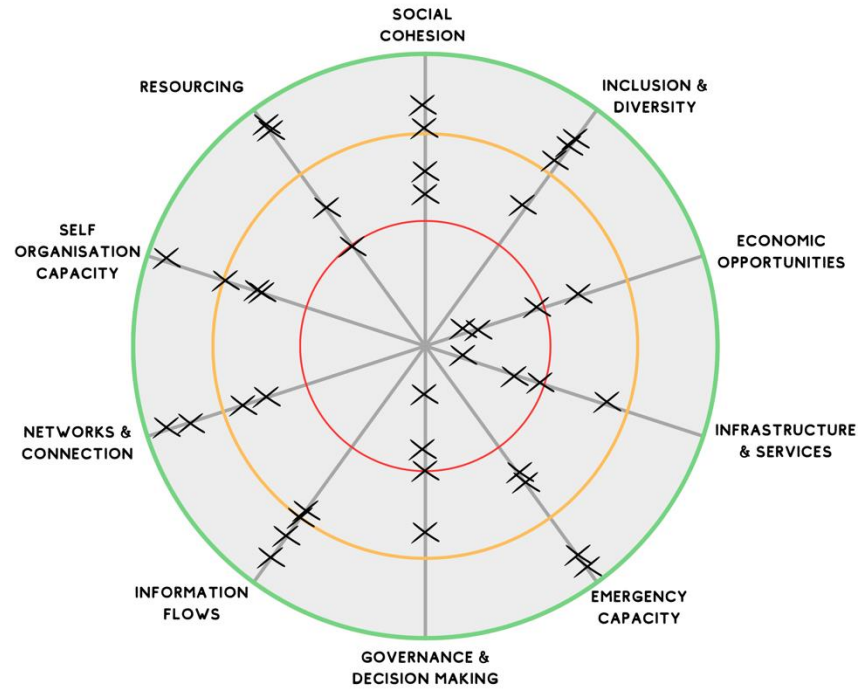 SOCIAL
COHESION
INCLUSION &
DIVERSITY
ECONOMIC
OPPORTUNITIES
INFRASTRUCTURE
& SERVICES
EMERGENCY
CAPACITY
GOVERNANCE &
DECISION MAKING
INFORMATION
FLOWS
NETWORKS &
CONNECTION
SELF
ORGANISATION
CAPACITY
RESOURCING